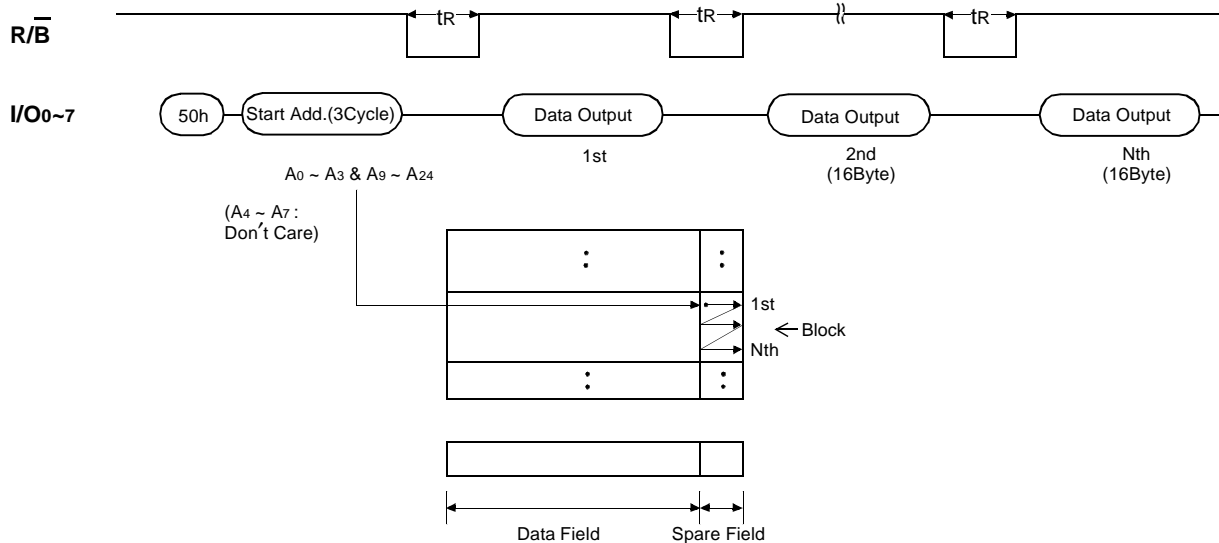 R/B
tR
tR
tR
I/O0~7
50h
Start Add.(3Cycle)
Data Output
Data Output
Data Output
1st
2nd
Nth
(16Byte)
(16Byte)
A0 ~ A3 & A9 ~ A24
(A4 ~ A7 :
Don't Care)
1st
Block
Nth
Data Field
Spare Field